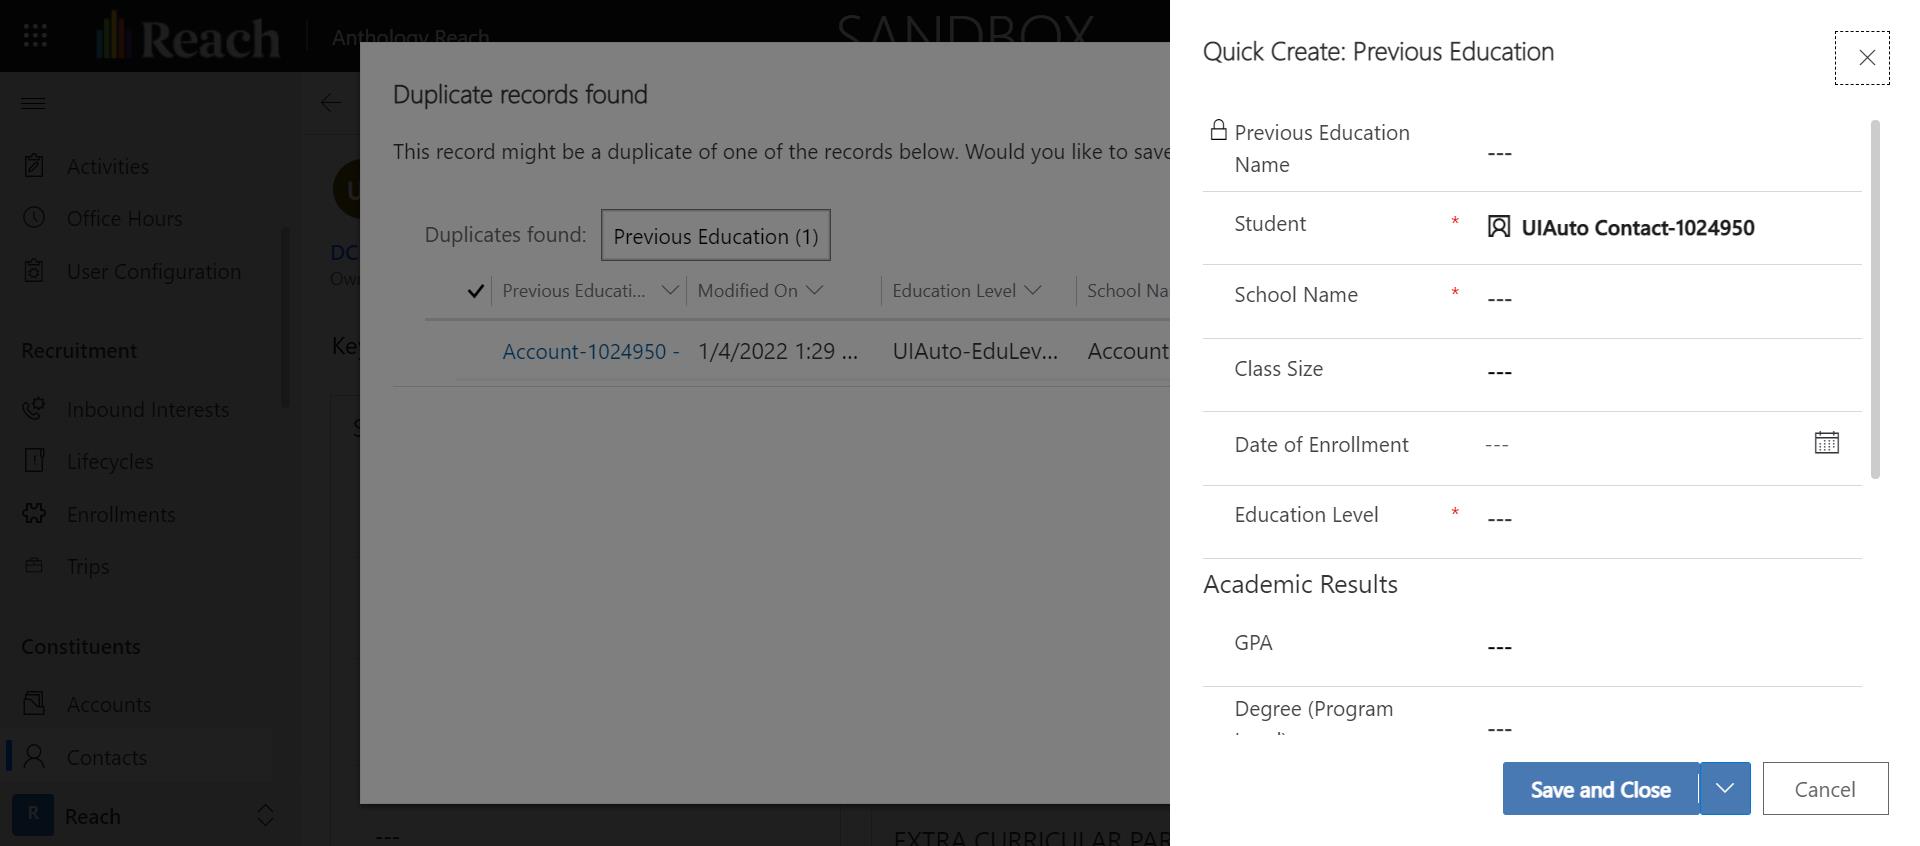 Reach
Anthology Reach
SANDBOX
Activities
Office Hours
User Configuration
Recruitment
Inbound Interests
Lifecycles
Enrollments
Trips
Constituents
Accounts
Contacts
R Reach
U
DC
Own
Key
S
Duplicate records found
This record might be a duplicate of one of the records below. Would you like to save
Duplicates found: Previous Education (1)
Previous Educati... Modified On Education Level School Na
Account-1024950 - 1/4/2022 1:29 ... UIAuto-EduLev... Account
---
EXTRA CURRICULAR PAR
Quick Create: Previous Education
Previous Education
Name ---
Student * UIAuto Contact-1024950
School Name * ---
Class Size ---
Date of Enrollment ---
Education Level * ---
Academic Results
GPA ---
Degree (Program
---
Save and Close Cancel